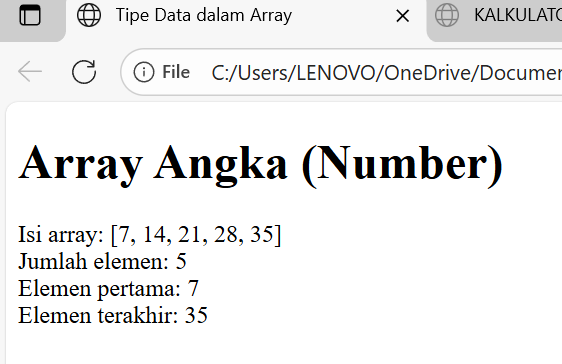 Tipe Data dalam Array
KALKULATO
File C:/Users/LENOVO/OneDrive/Documen
Array Angka (Number)
Isi array: [7, 14, 21, 28, 35]
Jumlah elemen: 5
Elemen pertama: 7
Elemen terakhir: 35